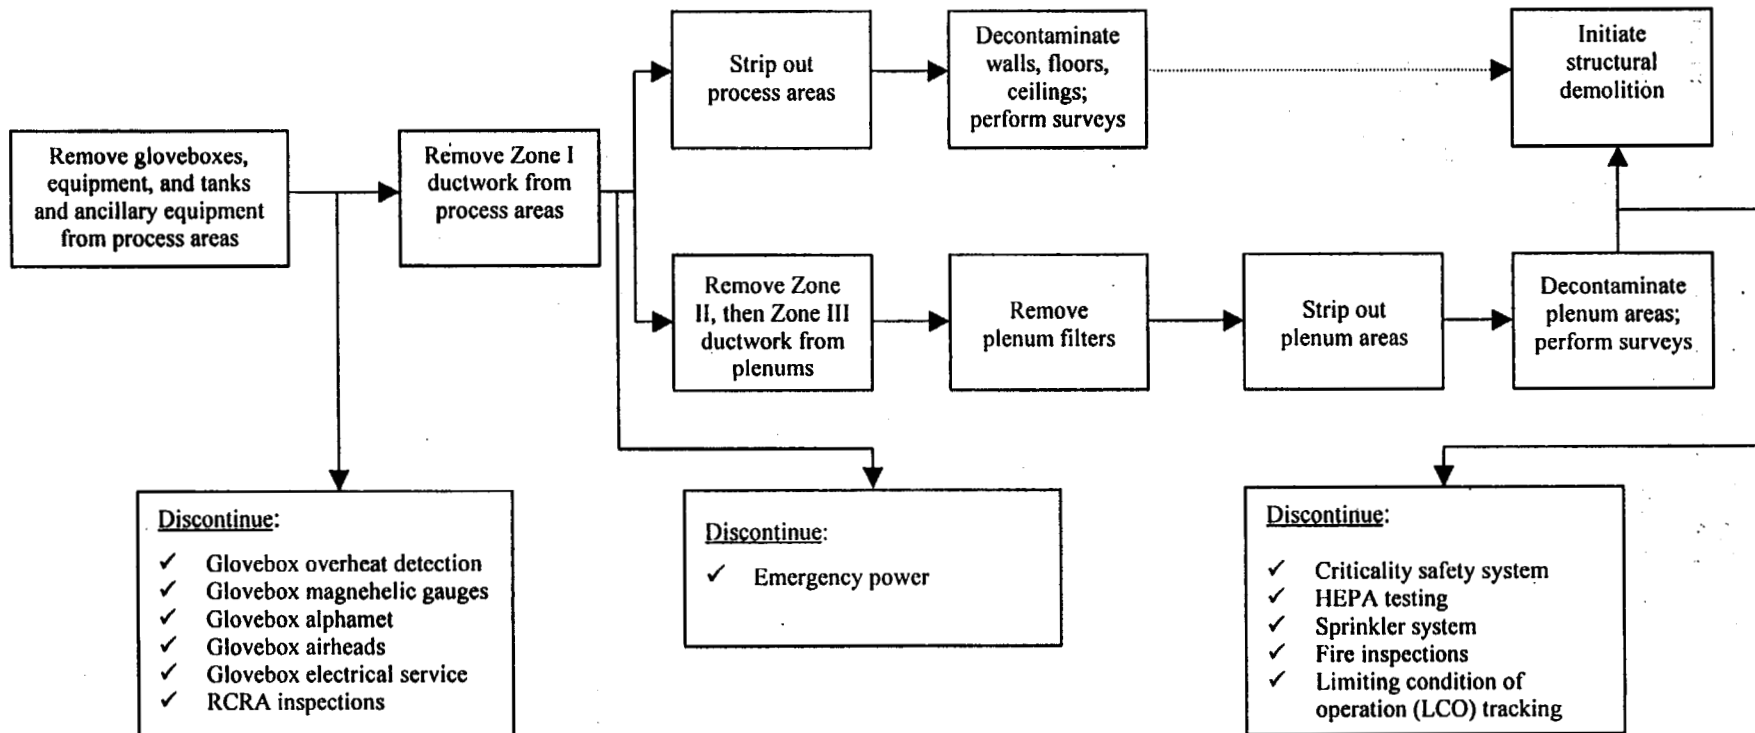 Strip out
process areas
Decontaminate
walls, floors,
ceilings;
perform surveys
Initiate
structural
demolition
Remove gloveboxes,
equipment, and tanks
and ancillary equipment
from process areas
Remove Zone I
ductwork from
process areas
Remove Zone
II, then Zone III
ductwork from
plenums
Remove
plenum filters
Strip out
plenum areas
Decontaminate
plenum areas;
perform surveys
Discontinue:
✓ Glovebox overheat detection
✓ Glovebox magnehelic gauges
✓ Glovebox alphamet
✓ Glovebox airheads
✓ Glovebox electrical service
✓ RCRA inspections
Discontinue:
✓ Emergency power
Discontinue:
✓ Criticality safety system
✓ HEPA testing
✓ Sprinkler system
✓ Fire inspections
✓ Limiting condition of
operation (LCO) tracking